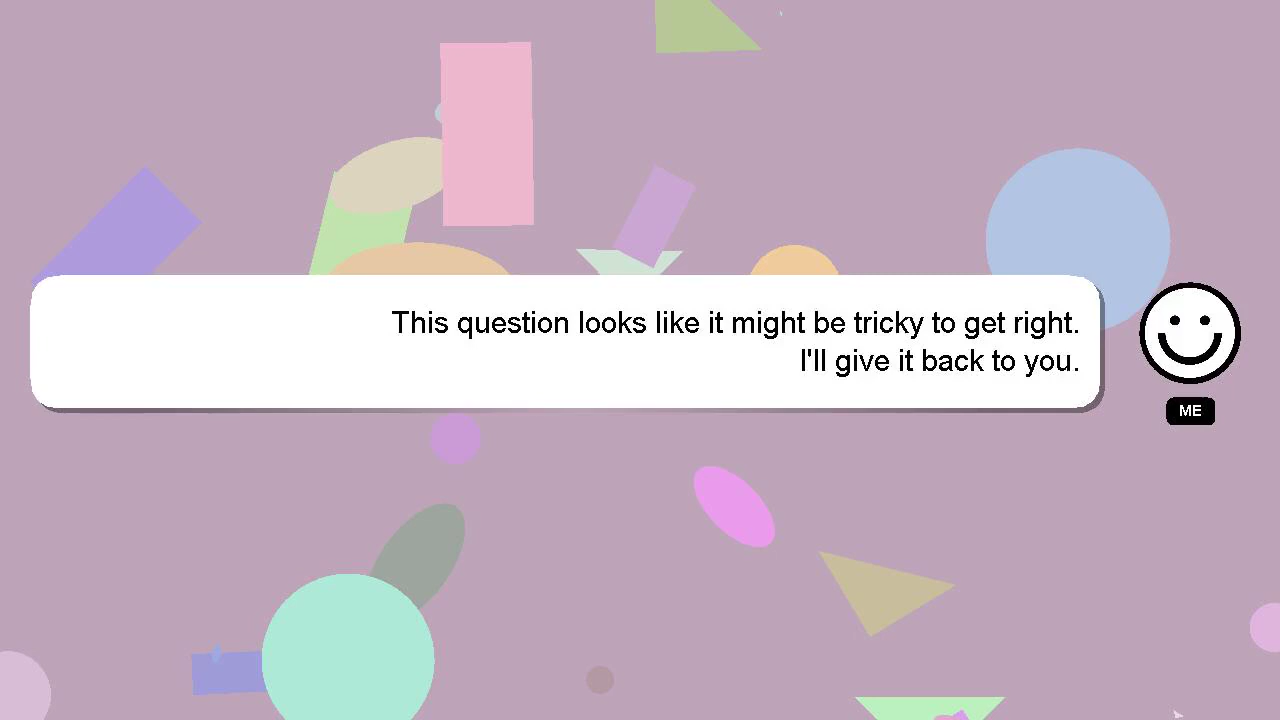 This question looks like it might be tricky to get right.
I'll give it back to you.
ME